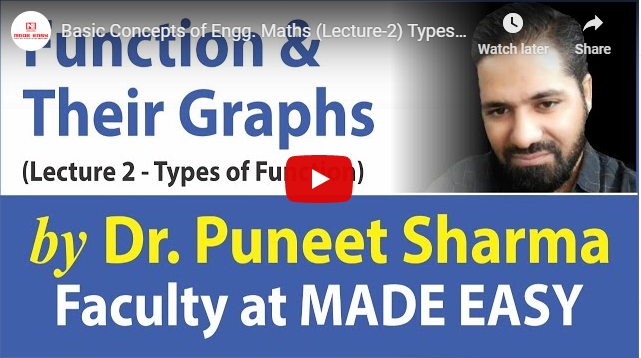 MADE EASY
Basic Concepts of Engg. Maths (Lecture-2) Types...
Watch later
Share
Function &
Their Graphs
(Lecture 2 - Types of Function)
by Dr. Puneet Sharma
Faculty at MADE EASY